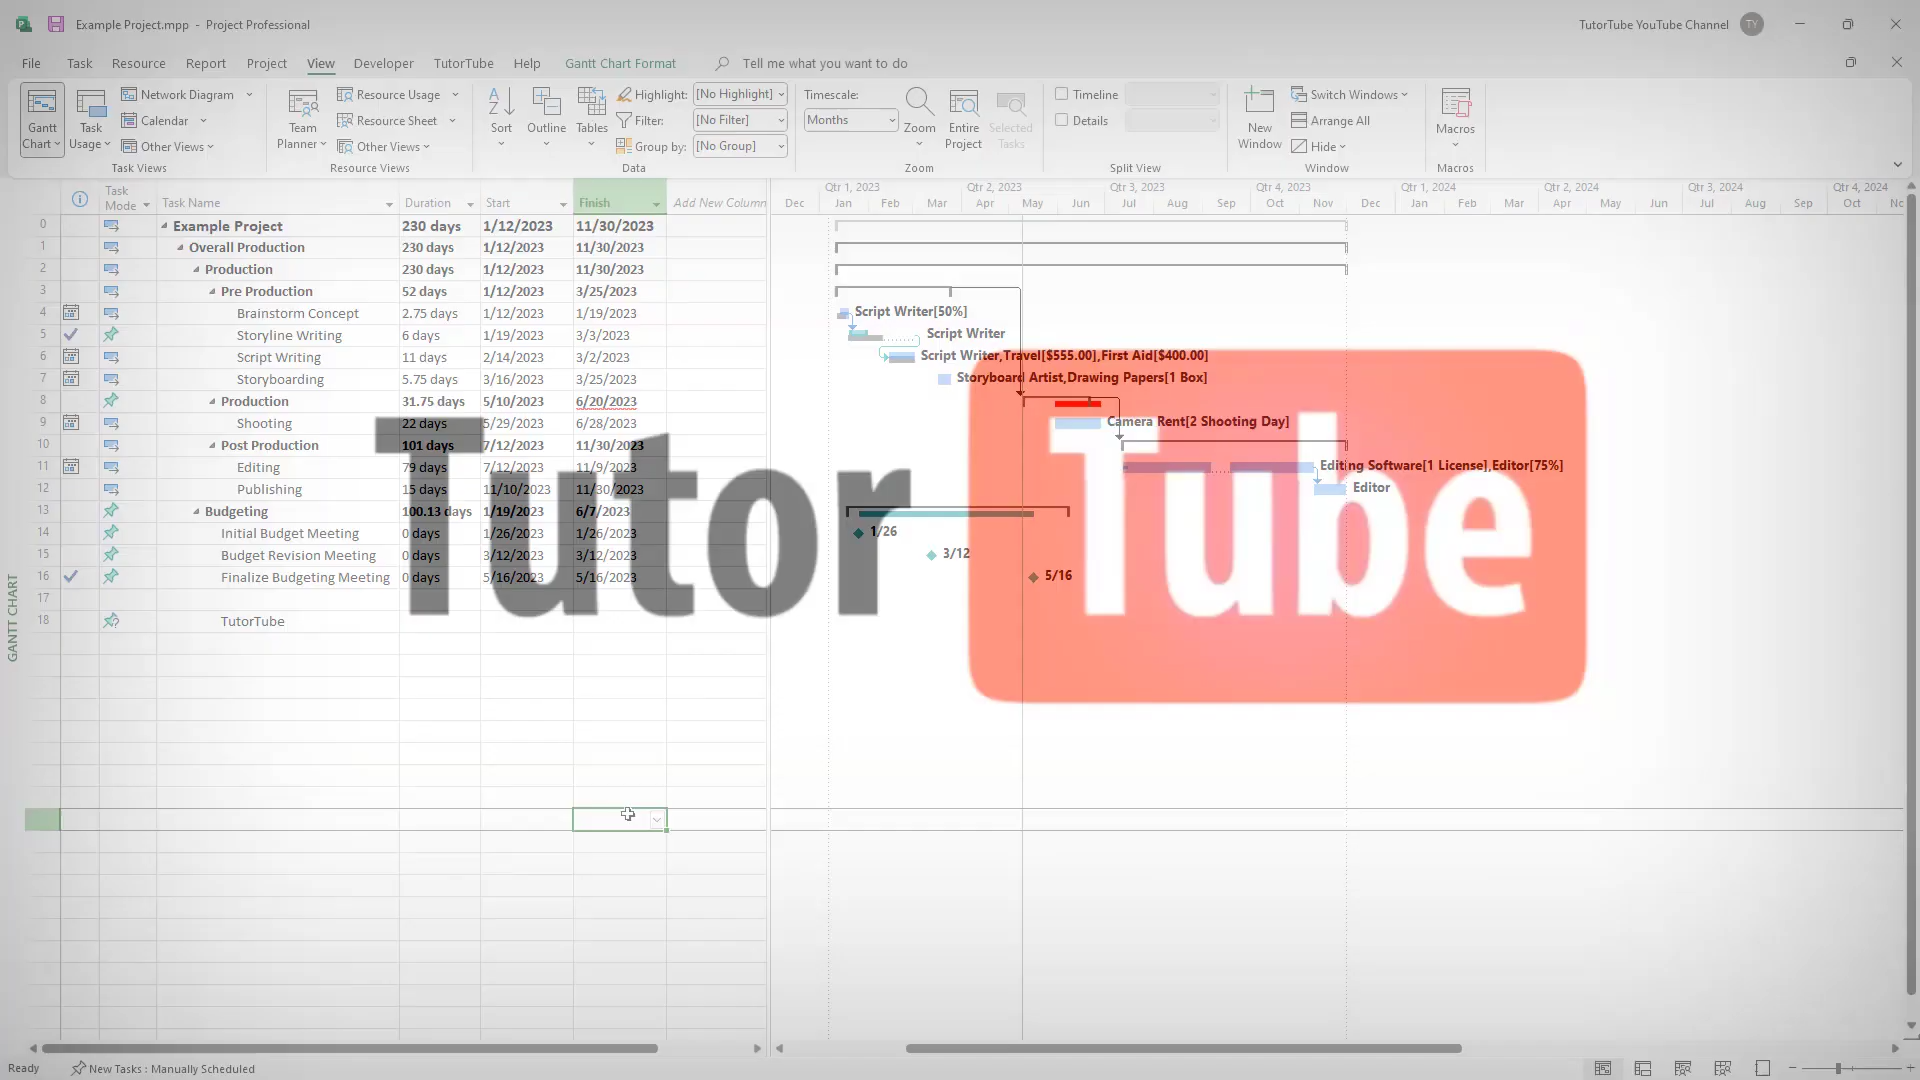 Example Project.mpp - Project Professional
TutorTube YouTube Channel TY
File Task Resource Report Project View Developer TutorTube Help Gantt Chart Format Tell me what you want to do
Gantt Chart
Task Usage
Network Diagram
Calendar
Other Views
Task Views
Team Planner
Resource Usage
Resource Sheet
Other Views
Resource Views
Sort
Outline
Tables
Highlight: [No Highlight]
Filter: [No Filter]
Group by: [No Group]
Data
Timescale:
Months
Zoom
Entire Project
Selected Tasks
Zoom
Timeline
Details
Split View
New Window
Switch Windows
Arrange All
Hide
Window
Macros
Macros
Task Mode Task Name Duration Start Finish Add New Column
Qtr 1, 2023 Qtr 2, 2023 Qtr 3, 2023 Qtr 4, 2023 Qtr 1, 2024 Qtr 2, 2024 Qtr 3, 2024 Qtr 4, 2024
Dec Jan Feb Mar Apr May Jun Jul Aug Sep Oct Nov Dec Jan Feb Mar Apr May Jun Jul Aug Sep Oct
0 Example Project 230 days 1/12/2023 11/30/2023
1 Overall Production 230 days 1/12/2023 11/30/2023
2 Production 230 days 1/12/2023 11/30/2023
3 Pre Production 52 days 1/12/2023 3/25/2023
4 Brainstorm Concept 2.75 days 1/12/2023 1/19/2023 Script Writer[50%]
5 Storyline Writing 6 days 1/19/2023 3/3/2023 Script Writer
6 Script Writing 11 days 2/14/2023 3/2/2023 Script Writer,Travel[$555.00],First Aid[$400.00]
7 Storyboarding 5.75 days 3/16/2023 3/25/2023 Storyboard Artist,Drawing Papers[1 Box]
8 Production 31.75 days 5/10/2023 6/20/2023
9 Shooting 22 days 5/29/2023 6/28/2023 Camera Rent[2 Shooting Day]
10 Post Production 101 days 7/12/2023 11/30/2023
11 Editing 79 days 7/12/2023 11/9/2023 Editing Software[1 License],Editor[75%]
12 Publishing 15 days 11/10/2023 11/30/2023 Editor
13 Budgeting 100.13 days 1/19/2023 6/7/2023
14 Initial Budget Meeting 0 days 1/26/2023 1/26/2023 1/26
15 Budget Revision Meeting 0 days 3/12/2023 3/12/2023 3/12
16 Finalize Budgeting Meeting 0 days 5/16/2023 5/16/2023 5/16
17
18 TutorTube
Tutor Tube
GANTT CHART
Ready New Tasks : Manually Scheduled